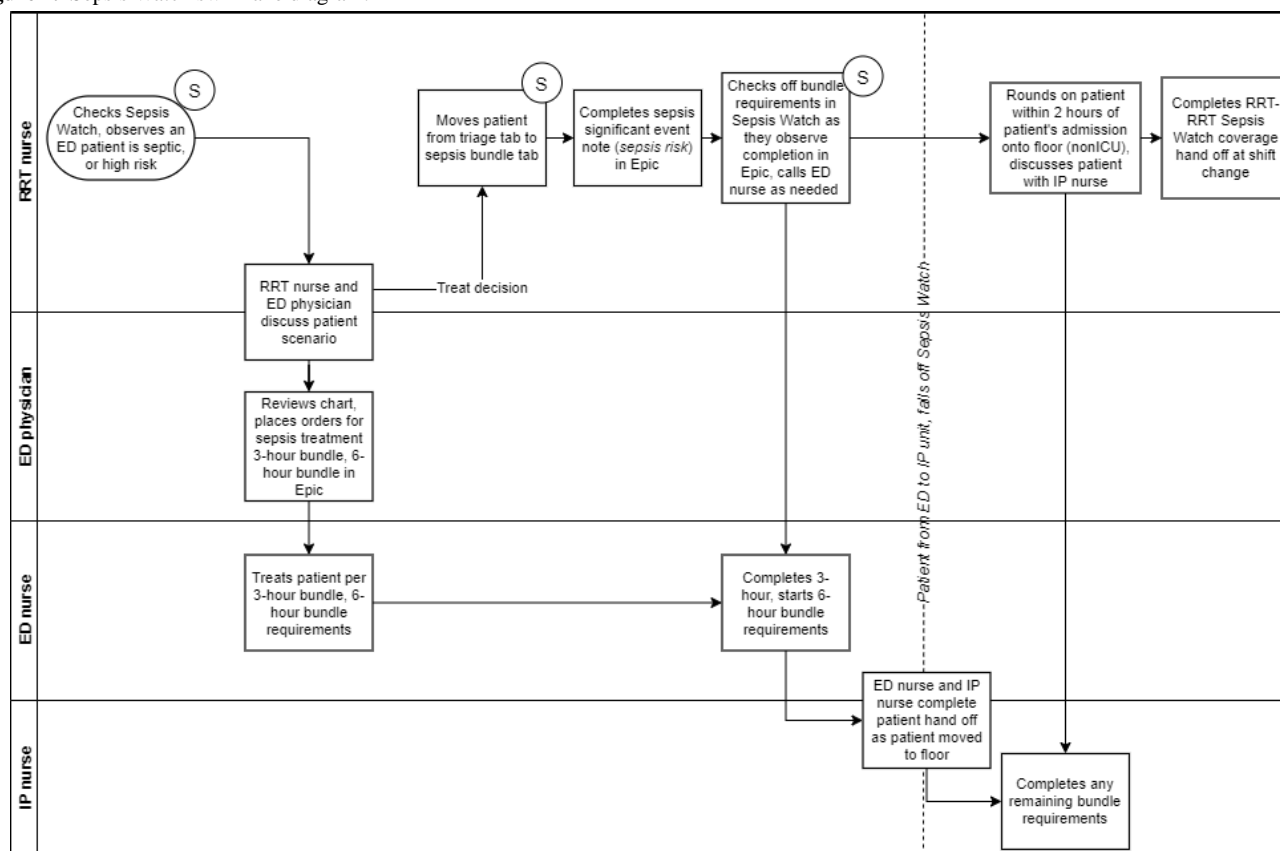 RRT nurse
S
Checks Sepsis
Watch, observes an
ED patient is septic,
or high risk
S
Moves patient
from triage tab to
sepsis bundle tab
Completes sepsis
significant event
note (sepsis risk)
in Epic
S
Checks off bundle
requirements in
Sepsis Watch as
they observe
completion in
Epic, calls ED
nurse as needed
Rounds on patient
within 2 hours of
patient's admission
onto floor (nonICU),
discusses patient
with IP nurse
Completes RRT-
RRT Sepsis
Watch coverage
hand off at shift
change
RRT nurse and
ED physician
discuss patient
scenario
Treat decision
Patient from ED to IP unit, falls off Sepsis Watch
ED physician
Reviews chart,
places orders for
sepsis treatment
3-hour bundle, 6-
hour bundle in
Epic
ED nurse
Treats patient per
3-hour bundle, 6-
hour bundle
requirements
Completes 3-
hour, starts 6-
hour bundle
requirements
IP nurse
ED nurse and IP
nurse complete
patient hand off
as patient moved
to floor
Completes any
remaining bundle
requirements